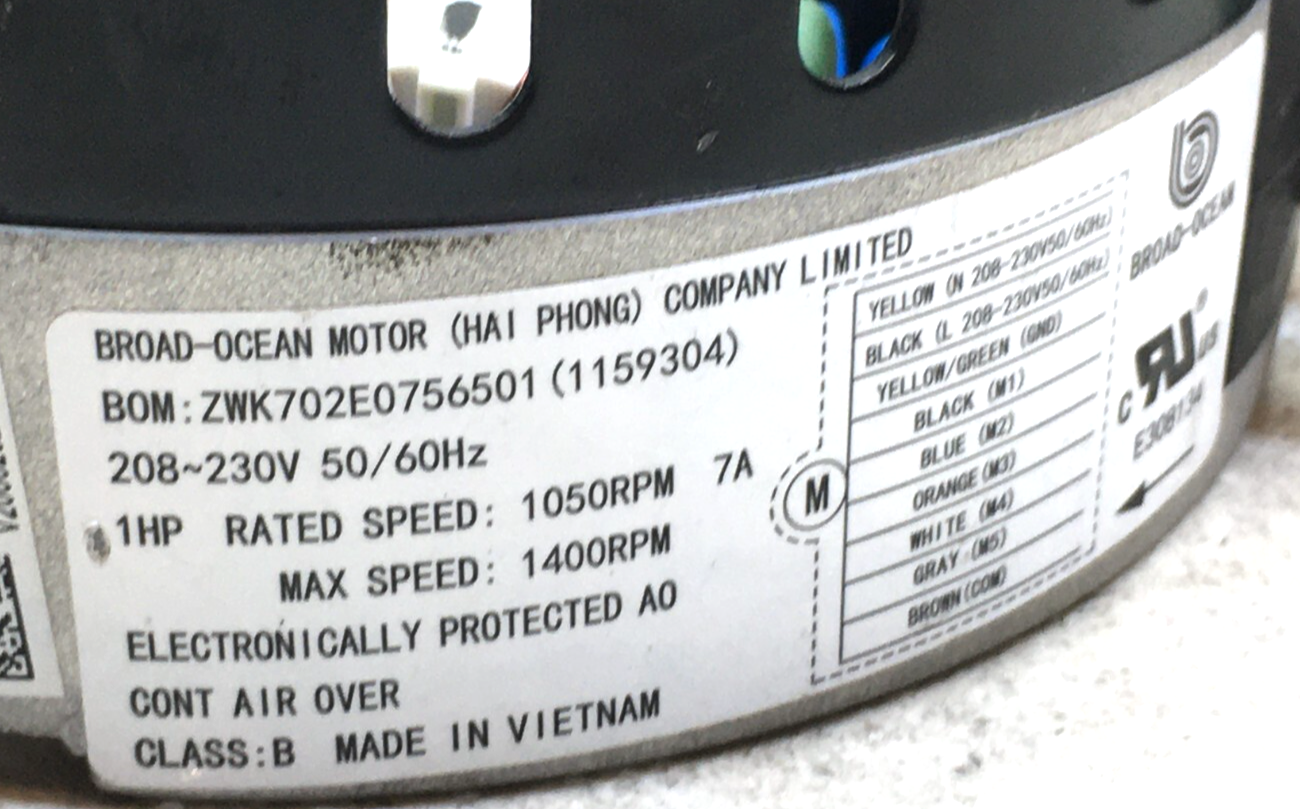 BROAD-OCEAN MOTOR (HAI PHONG) COMPANY LIMITED
BOM:ZWK702E0756501(1159304)
208~230V 50/60Hz
1HP RATED SPEED: 1050RPM 7A
MAX SPEED: 1400RPM
ELECTRONICALLY PROTECTED AO
CONT AIR OVER
CLASS:B MADE IN VIETNAM
M
YELLOW (N 208-230V50/60Hz)
BLACK (L 208-230V50/60Hz)
YELLOW/GREEN (GND)
BLACK (M1)
BLUE (M2)
ORANGE (M3)
WHITE (M4)
GRAY (M5)
BROWN(COM)
BROAD-OCEAN
C RU US